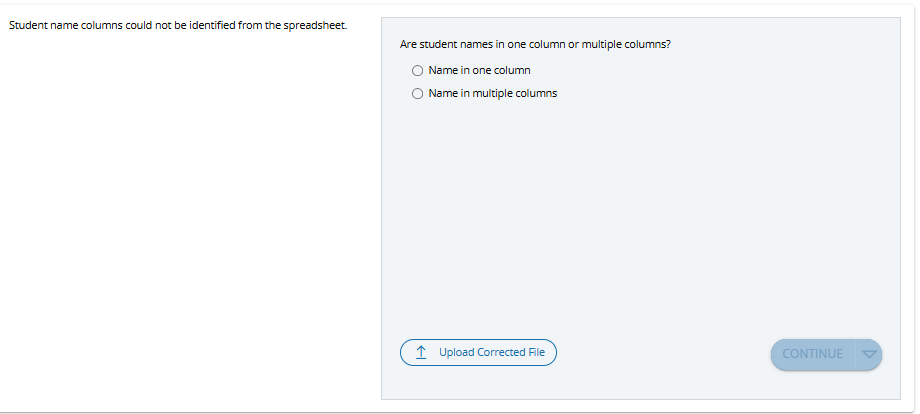 Student name columns could not be identified from the spreadsheet.
Are student names in one column or multiple columns?
Name in one column
Name in multiple columns
Upload Corrected File
CONTINUE